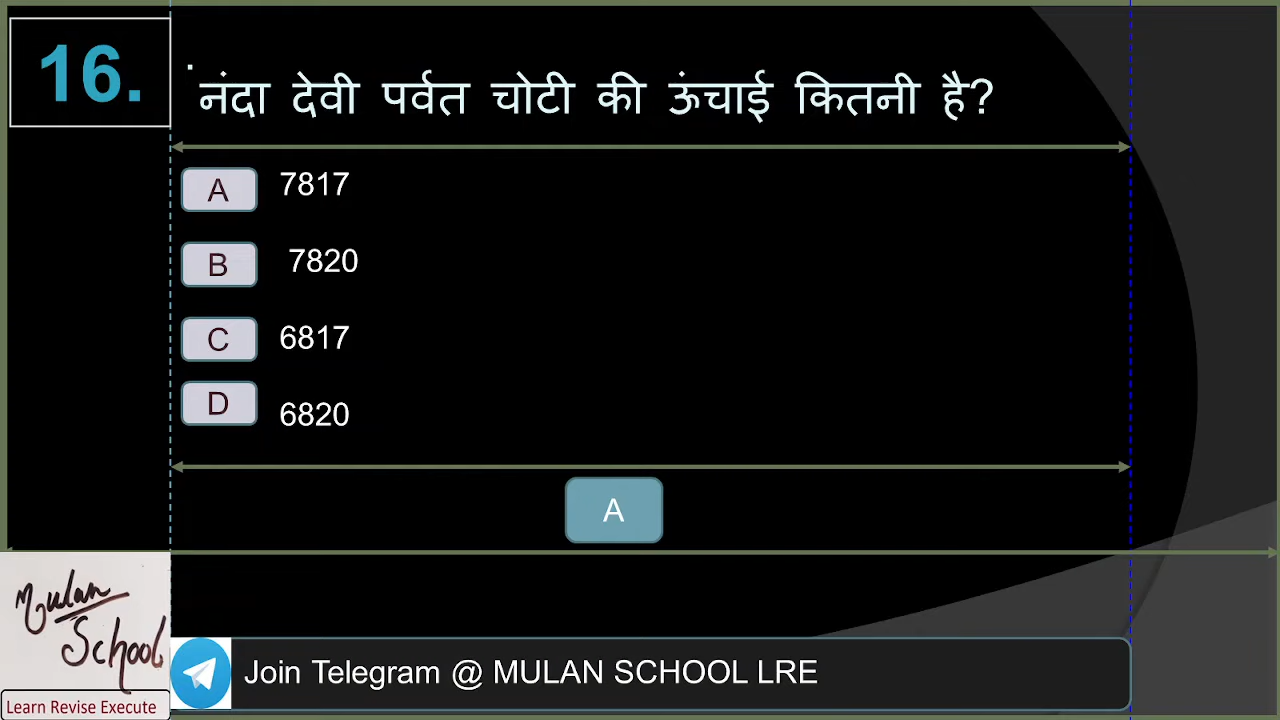 16.
नंदा देवी पर्वत चोटी की ऊंचाई कितनी है?
A 7817
B 7820
C 6817
D 6820
A
Mulan
School
Learn Revise Execute
Join Telegram @ MULAN SCHOOL LRE